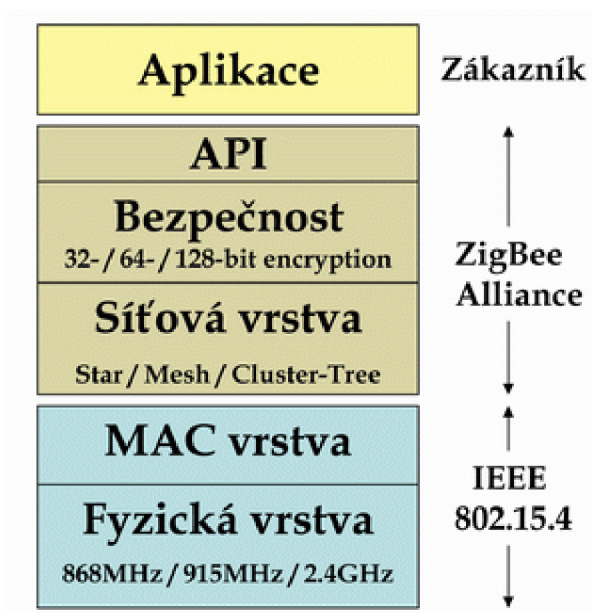 Aplikace
Zákazník
API
Bezpečnost
32- / 64- / 128-bit encryption
Síťová vrstva
Star / Mesh / Cluster-Tree
ZigBee
Alliance
MAC vrstva
Fyzická vrstva
868MHz / 915MHz / 2.4GHz
IEEE
802.15.4